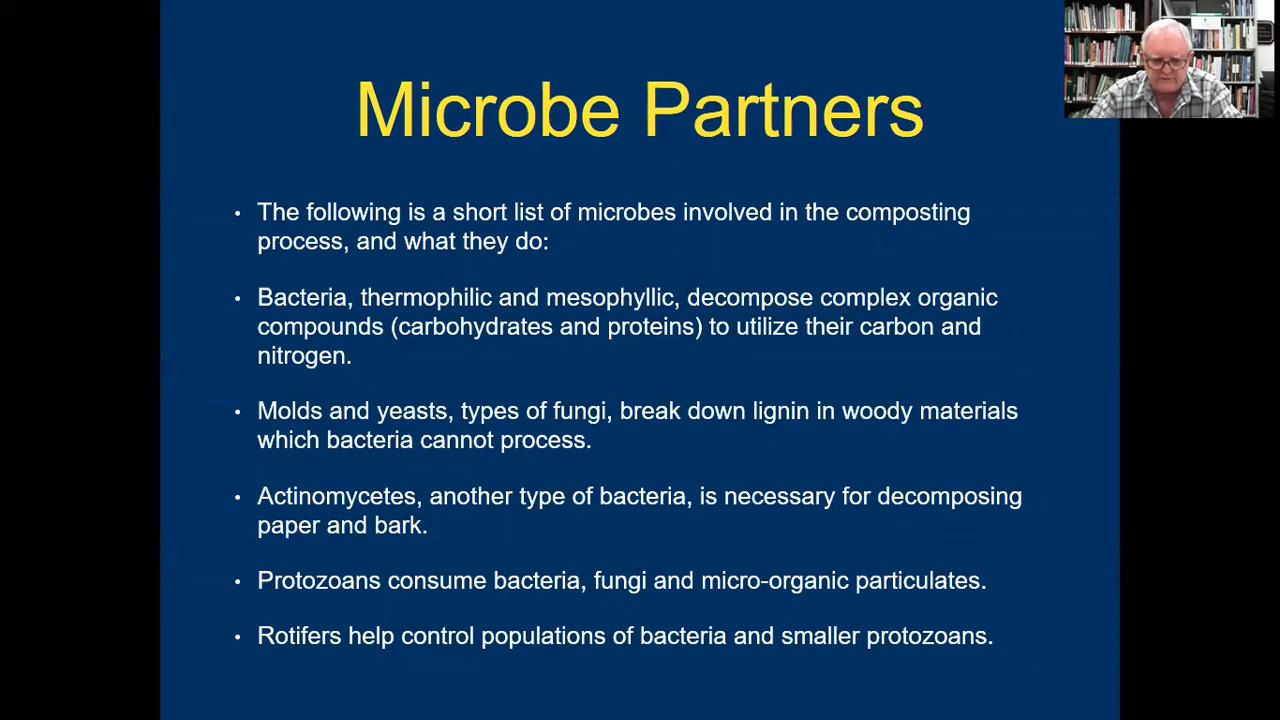 Microbe Partners
• The following is a short list of microbes involved in the composting
process, and what they do:
• Bacteria, thermophilic and mesophyllic, decompose complex organic
compounds (carbohydrates and proteins) to utilize their carbon and
nitrogen.
• Molds and yeasts, types of fungi, break down lignin in woody materials
which bacteria cannot process.
• Actinomycetes, another type of bacteria, is necessary for decomposing
paper and bark.
• Protozoans consume bacteria, fungi and micro-organic particulates.
• Rotifers help control populations of bacteria and smaller protozoans.